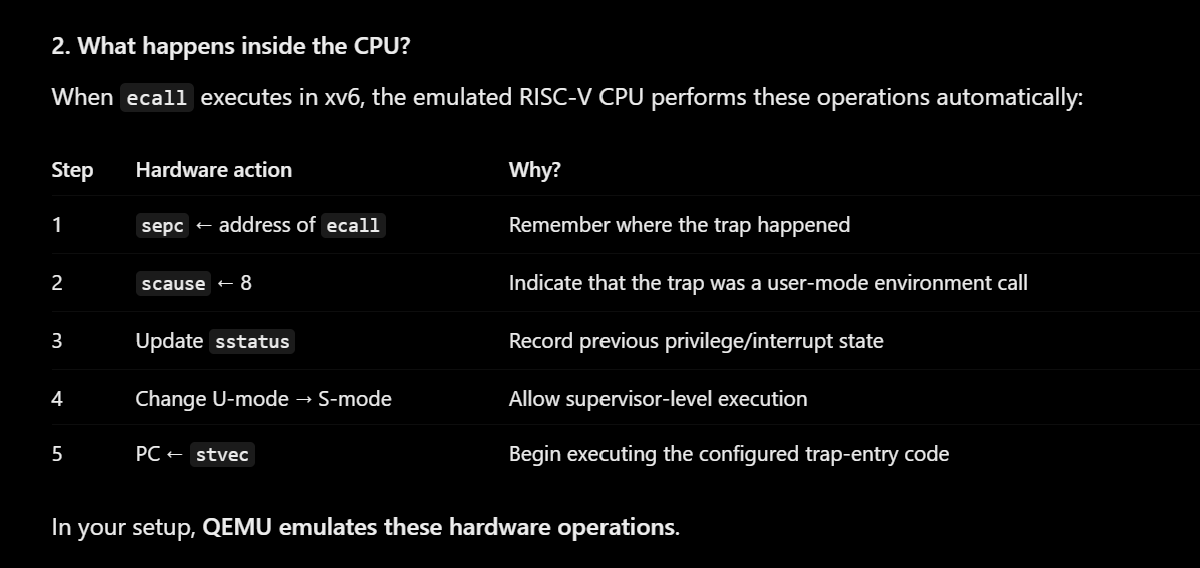 2. What happens inside the CPU?
When ecall executes in xv6, the emulated RISC-V CPU performs these operations automatically:
Step Hardware action Why?
1 sepc ← address of ecall Remember where the trap happened
2 scause ← 8 Indicate that the trap was a user-mode environment call
3 Update sstatus Record previous privilege/interrupt state
4 Change U-mode → S-mode Allow supervisor-level execution
5 PC ← stvec Begin executing the configured trap-entry code
In your setup, QEMU emulates these hardware operations.